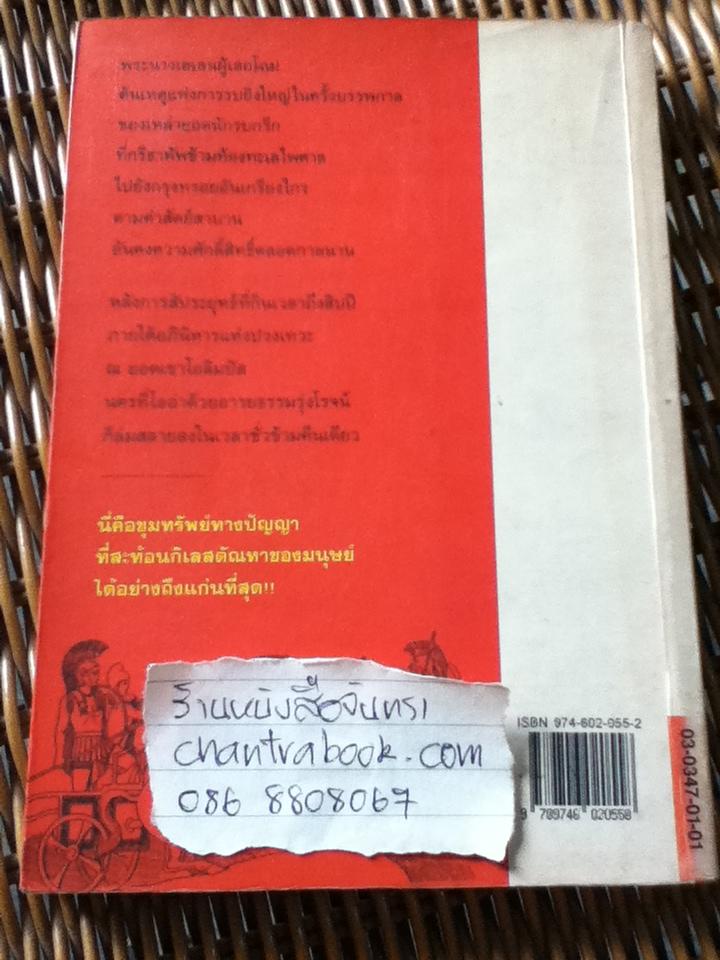 พระนางเฮเลนผู้เลอโฉม!
ต้นเหตุแห่งการรบยิ่งใหญ่ในครั้งบรรพกาล
ของเหล่ายอดนักรบกรีก
ที่กรีธาทัพข้ามท้องทะเลไพศาล
ไปยังกรุงทรอยอันเกรียงไกร
ตามคำสัตย์สาบาน
อันคงความศักดิ์สิทธิ์ตลอดกาลนาน
หลังการสัประยุทธ์ที่กินเวลาถึงสิบปี
ภายใต้อภินิหารแห่งปวงเทวะ
ณ ยอดเขาโอลิมปัส
นครที่โอ่อ่าด้วยอารยธรรมรุ่งโรจน์
ก็ล่มสลายลงในเวลาชั่วข้ามคืนเดียว
นี่คือขุมทรัพย์ทางปัญญา
ที่สะท้อนกิเลสตัณหาของมนุษย์
ได้อย่างถึงแก่นที่สุด!!
ร้านหนังสือจันทรา
chantrabook.com
086 8808067
ISBN 974-602-055-2
9 789746 020558
03-0347-01-01